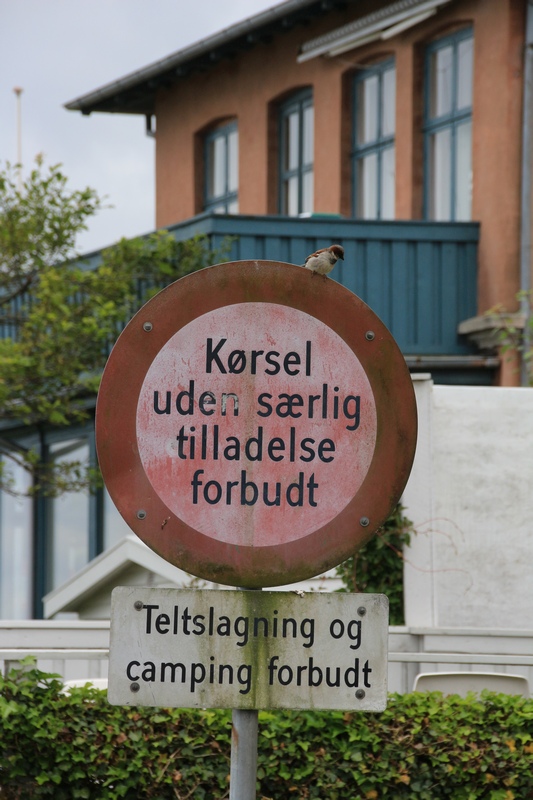 Kørsel
uden særlig
tilladelse
forbudt
Teltslagning og
camping forbudt